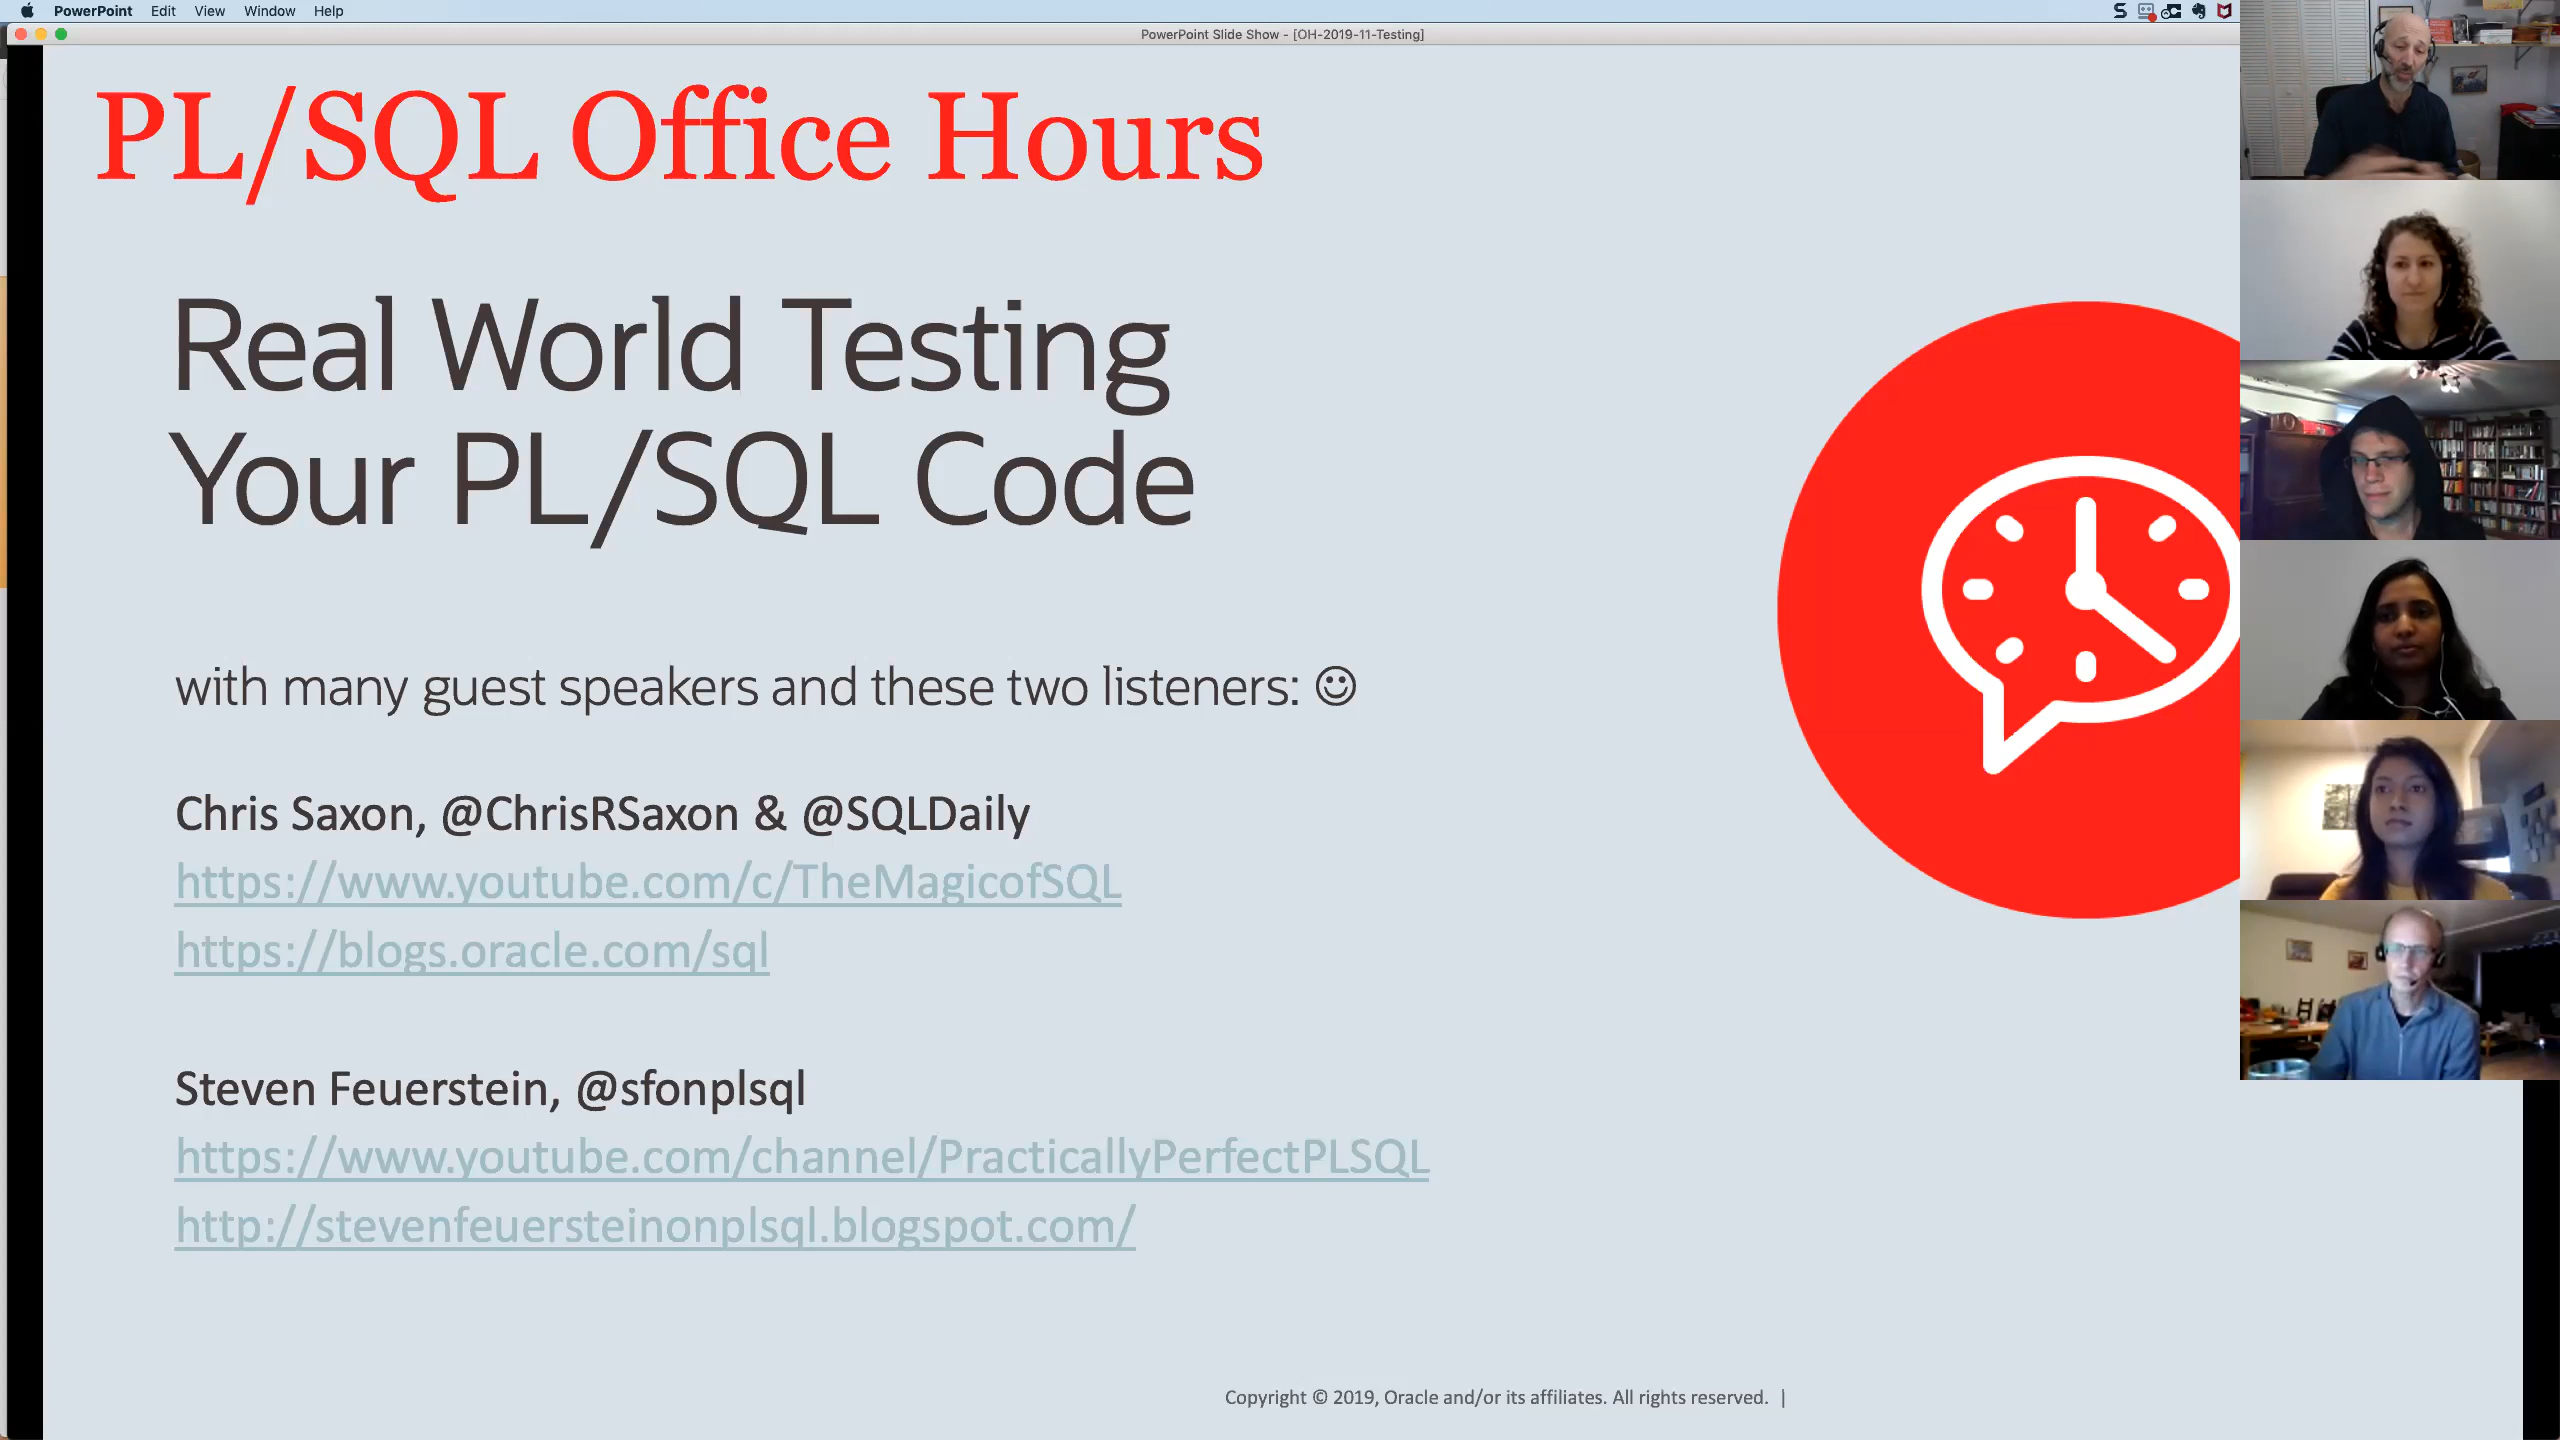 PowerPoint Edit View Window Help
PowerPoint Slide Show - [OH-2019-11-Testing]
PL/SQL Office Hours
Real World Testing
Your PL/SQL Code
with many guest speakers and these two listeners: ☺
Chris Saxon, @ChrisRSaxon & @SQLDaily
https://www.youtube.com/c/TheMagicofSQL
https://blogs.oracle.com/sql
Steven Feuerstein, @sfonplsql
https://www.youtube.com/channel/PracticallyPerfectPLSQL
http://stevenfeuersteinonplsql.blogspot.com/
Copyright © 2019, Oracle and/or its affiliates. All rights reserved. |